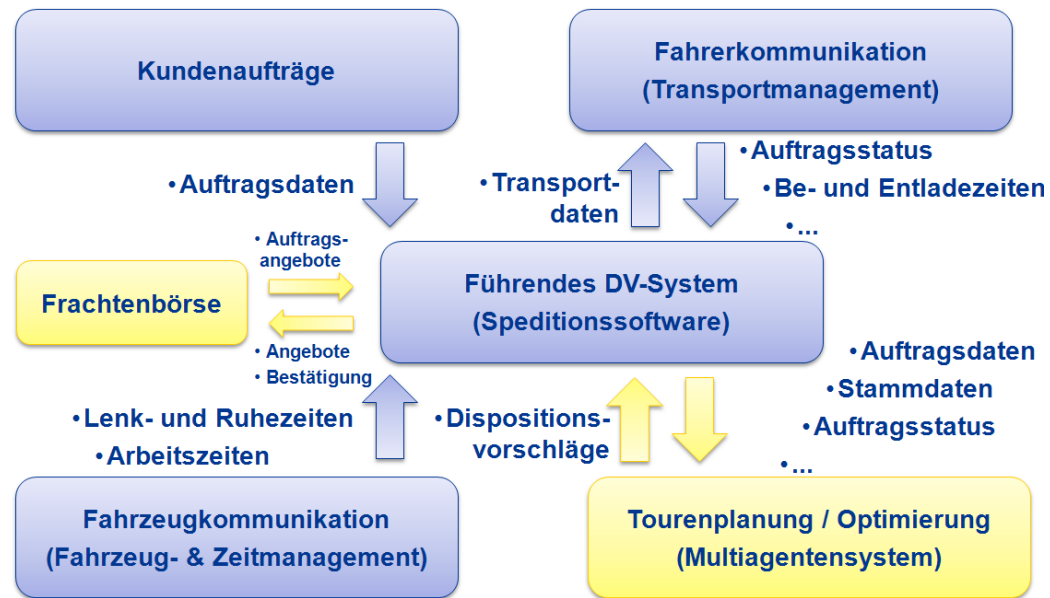 Kundenaufträge
Fahrerkommunikation
(Transportmanagement)
• Auftragsdaten
• Transport-
daten
• Auftragsstatus
• Be- und Entladezeiten
• ...
• Auftrags-
angebote
Frachtenbörse
Führendes DV-System
(Speditionssoftware)
• Angebote
• Bestätigung
• Lenk- und Ruhezeiten
• Arbeitszeiten
• Dispositions-
vorschläge
• Auftragsdaten
• Stammdaten
• Auftragsstatus
• ...
Fahrzeugkommunikation
(Fahrzeug- & Zeitmanagement)
Tourenplanung / Optimierung
(Multiagentensystem)